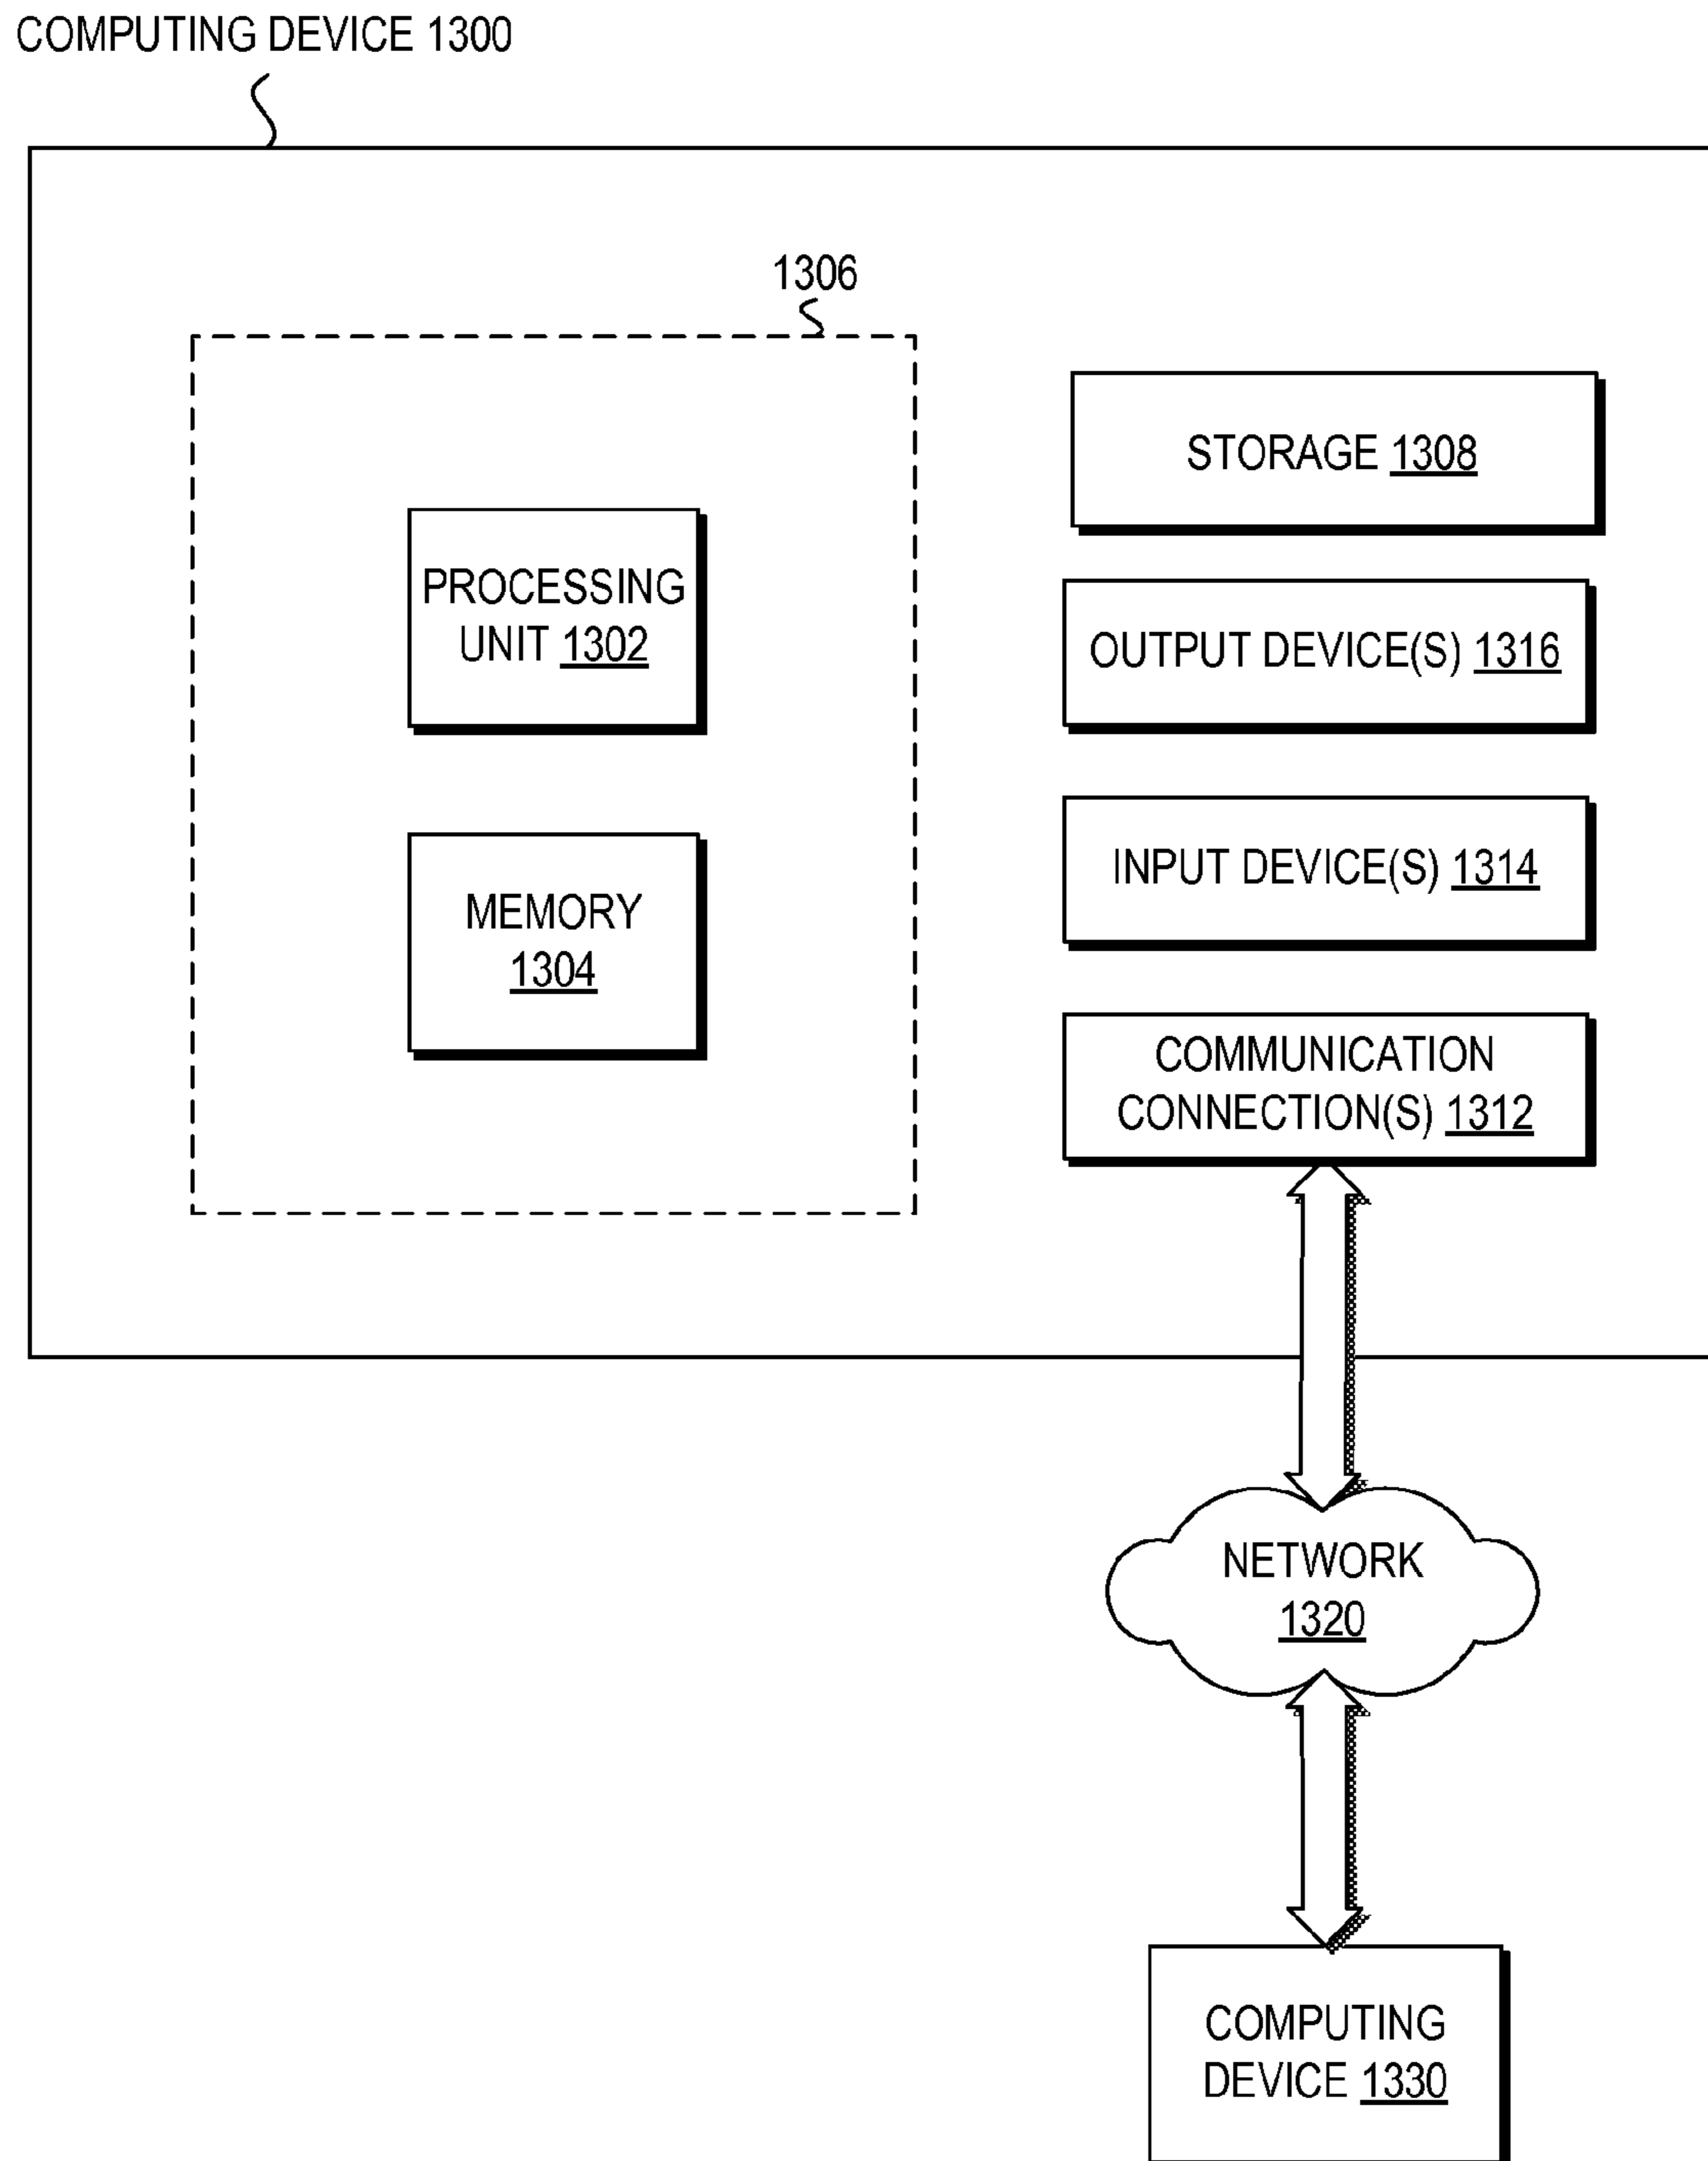 COMPUTING DEVICE 1300
1306
PROCESSING
UNIT 1302
MEMORY
1304
STORAGE 1308
OUTPUT DEVICE(S) 1316
INPUT DEVICE(S) 1314
COMMUNICATION
CONNECTION(S) 1312
NETWORK
1320
COMPUTING
DEVICE 1330